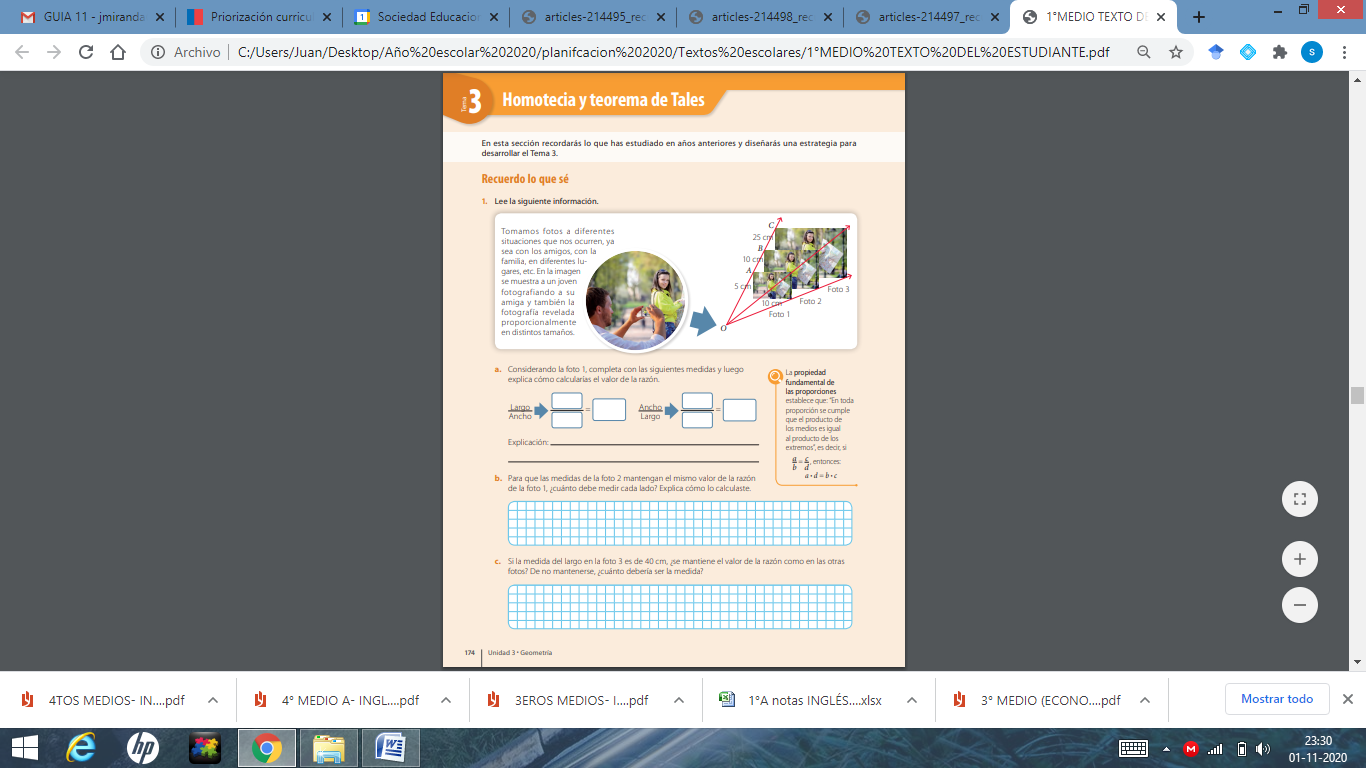 GUIA 11 - jmiranda
Priorización curricu
Sociedad Educacion
articles-214495_rec
articles-214498_rec
articles-214497_rec
1°MEDIO TEXTO DE
Archivo
C:/Users/Juan/Desktop/Año%20escolar%202020/planifcacion%202020/Textos%20escolares/1°MEDIO%20TEXTO%20DEL%20ESTUDIANTE.pdf
S
Tema
3
Homotecia y teorema de Tales
En esta sección recordarás lo que has estudiado en años anteriores y diseñarás una estrategia para
desarrollar el Tema 3.
Recuerdo lo que sé
1. Lee la siguiente información.
Tomamos fotos a diferentes
situaciones que nos ocurren, ya
sea con los amigos, con la
familia, en diferentes lu-
gares, etc. En la imagen
se muestra a un joven
fotografiando a su
amiga y también la
fotografía revelada
proporcionalmente
en distintos tamaños.
C
25 cm
B
10 cm
A
5 cm
10 cm
O
Foto 1
Foto 2
Foto 3
a. Considerando la foto 1, completa con las siguientes medidas y luego
explica cómo calcularías el valor de la razón.
Largo
Ancho
=
Ancho
Largo
=
Explicación:
La propiedad
fundamental de
las proporciones
establece que: "En toda
proporción se cumple
que el producto de
los medios es igual
al producto de los
extremos", es decir, si
a/b = c/d, entonces:
a • d = b • c
b. Para que las medidas de la foto 2 mantengan el mismo valor de la razón
de la foto 1, ¿cuánto debe medir cada lado? Explica cómo lo calculaste.
c. Si la medida del largo en la foto 3 es de 40 cm, ¿se mantiene el valor de la razón como en las otras
fotos? De no mantenerse, ¿cuánto debería ser la medida?
174 Unidad 3 • Geometría
4TOS MEDIOS- IN....pdf
4° MEDIO A- INGL....pdf
3EROS MEDIOS- I....pdf
1°A notas INGLÉS....xlsx
3° MEDIO (ECONO....pdf
Mostrar todo
hp
23:30
01-11-2020